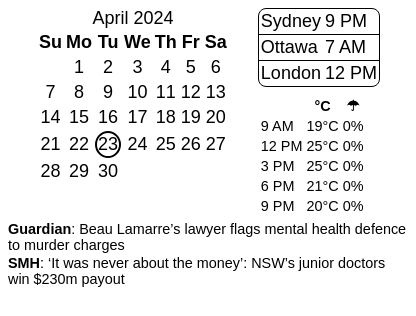 April 2024
Su Mo Tu We Th Fr Sa
1 2 3 4 5 6
7 8 9 10 11 12 13
14 15 16 17 18 19 20
21 22 23 24 25 26 27
28 29 30
Sydney 9 PM
Ottawa 7 AM
London 12 PM
°C ☂
9 AM 19°C 0%
12 PM 25°C 0%
3 PM 25°C 0%
6 PM 21°C 0%
9 PM 20°C 0%
Guardian: Beau Lamarre’s lawyer flags mental health defence
to murder charges
SMH: ‘It was never about the money’: NSW’s junior doctors
win $230m payout